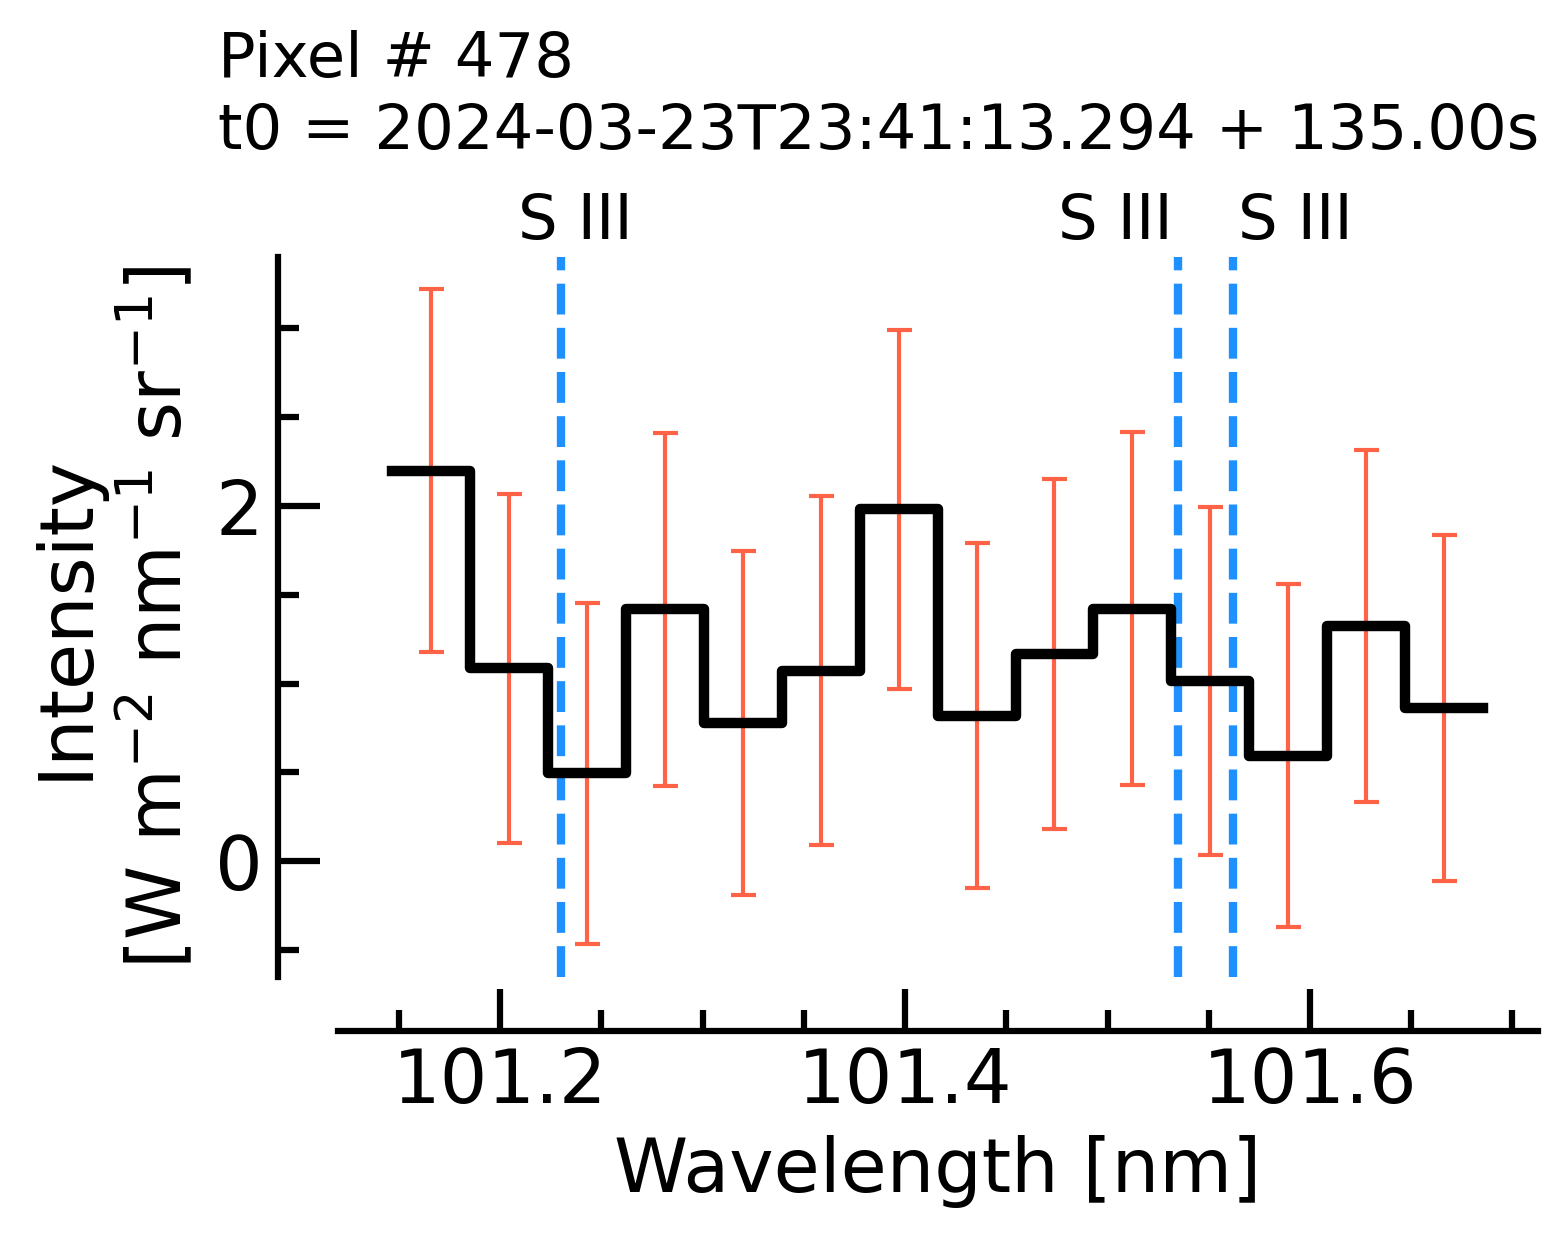 Pixel # 478
t0 = 2024-03-23T23:41:13.294 + 135.00s
S III S III S III
Intensity
[W m⁻² nm⁻¹ sr⁻¹]
2
0
101.2 101.4 101.6
Wavelength [nm]